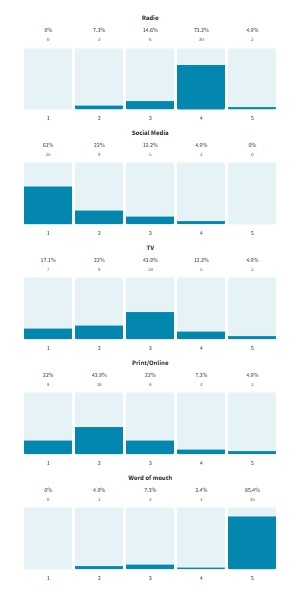 Radio
0% 7.3% 14.6% 73.2% 4.9%
0 3 6 30 2
1 2 3 4 5
Social Media
61% 22% 12.2% 4.9% 0%
25 9 5 2 0
1 2 3 4 5
TV
17.1% 22% 43.9% 12.2% 4.9%
7 9 18 5 2
1 2 3 4 5
Print/Online
22% 43.9% 22% 7.3% 4.9%
9 18 9 3 2
1 2 3 4 5
Word of mouth
0% 4.9% 7.3% 2.4% 85.4%
0 2 3 1 35
1 2 3 4 5